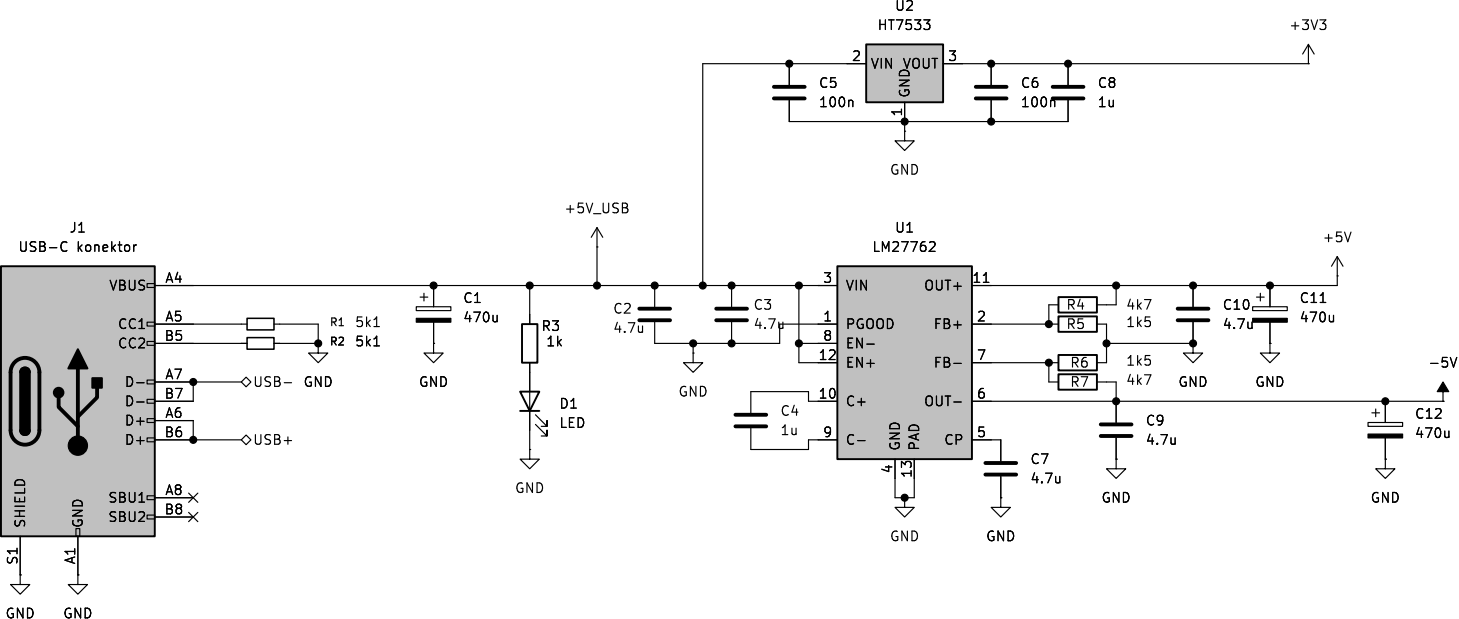 U2
HT7533
+3V3
2
VIN
VOUT
3
GND
1
C5
100n
C6
100n
C8
1u
GND
+5V_USB
J1
USB-C konektor
U1
LM27762
+5V
VBUS
A4
3
VIN
OUT+
11
C1
470u
C2
4.7u
C3
4.7u
R4
4k7
C10
4.7u
C11
470u
CC1
A5
R1 5k1
R3
1k
1
PGOOD
FB+
2
R5
1k5
CC2
B5
R2 5k1
8
EN-
12
EN+
FB-
7
R6
1k5
GND
GND
GND
GND
GND
-5V
D-
A7
USB-
R7
4k7
D-
B7
10
C+
OUT-
6
D+
A6
D1
LED
C4
1u
C9
4.7u
C12
470u
D+
B6
USB+
9
C-
GND
PAD
CP
5
4
13
C7
4.7u
SHIELD
GND
SBU1
A8
SBU2
B8
GND
GND
GND
GND
GND
S1
A1
GND
GND